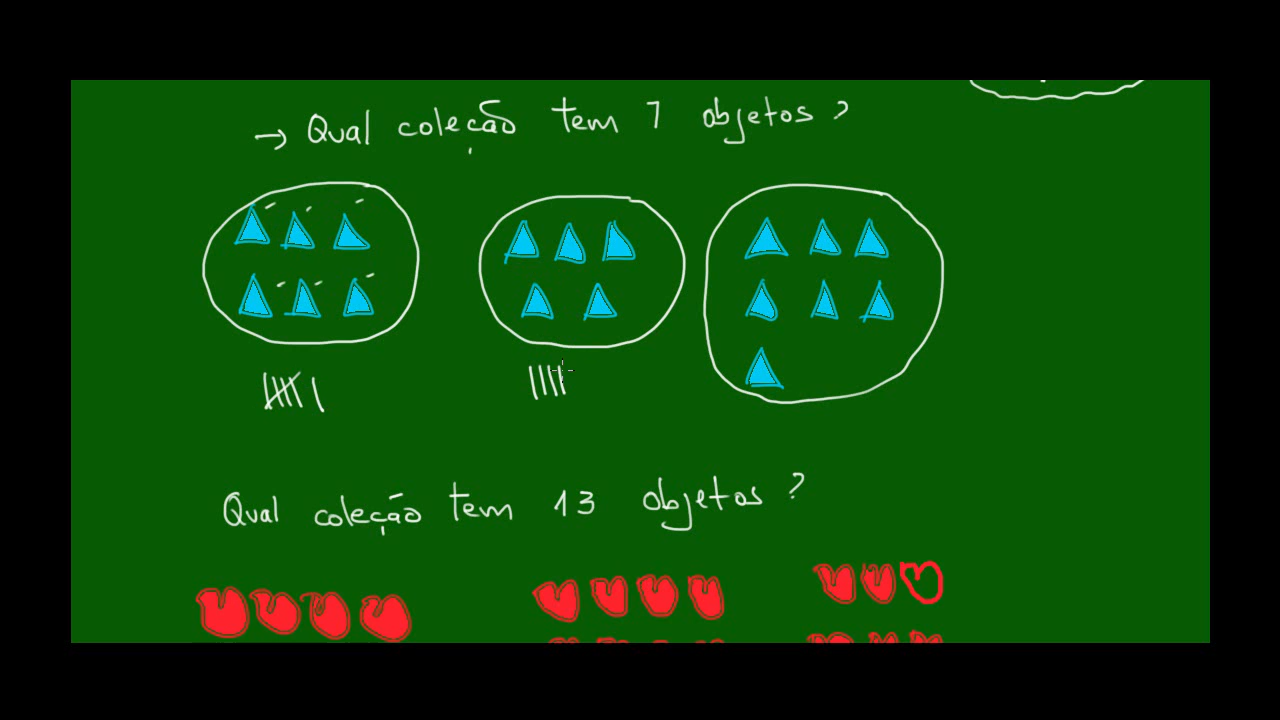 → Qual coleção tem 7 objetos?
Qual coleção tem 13 objetos?